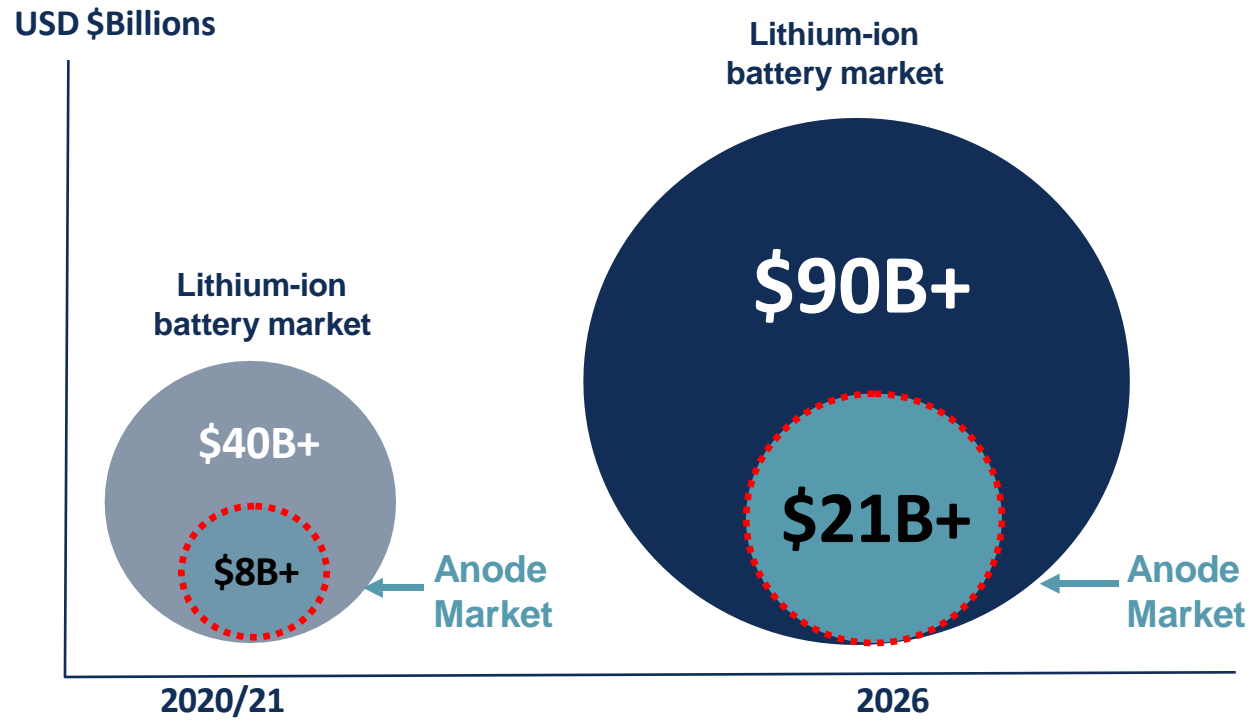 USD $Billions
Lithium-ion
battery market
$90B+
$21B+
Anode
Market
Lithium-ion
battery market
$40B+
$8B+
Anode
Market
2020/21
2026